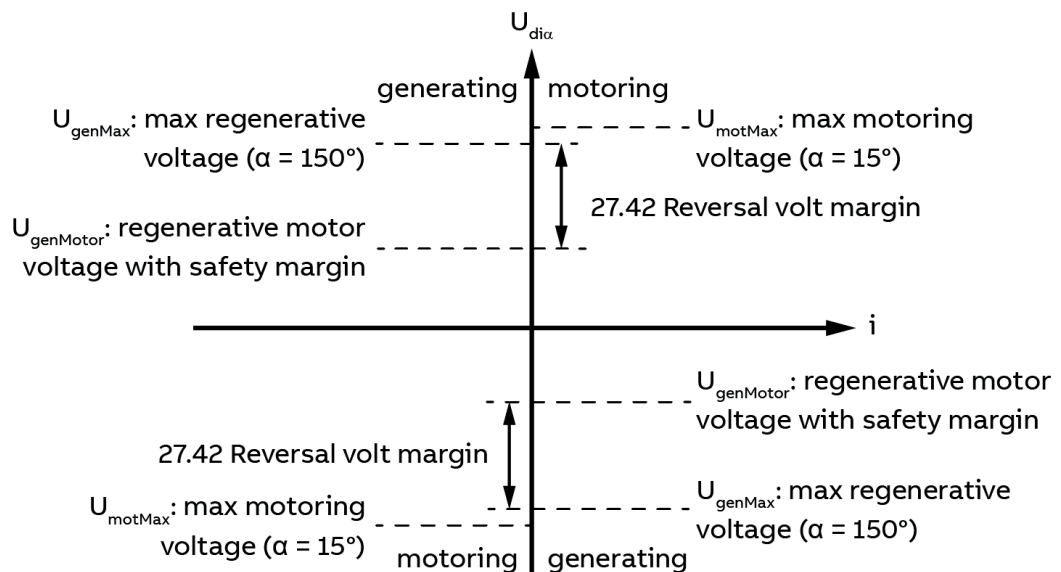 U_diα
generating motoring
U_genMax: max regenerative
voltage (α = 150°)
U_motMax: max motoring
voltage (α = 15°)
27.42 Reversal volt margin
U_genMotor: regenerative motor
voltage with safety margin
i
U_genMotor: regenerative motor
voltage with safety margin
27.42 Reversal volt margin
U_motMax: max motoring
voltage (α = 15°)
U_genMax: max regenerative
voltage (α = 150°)
motoring generating